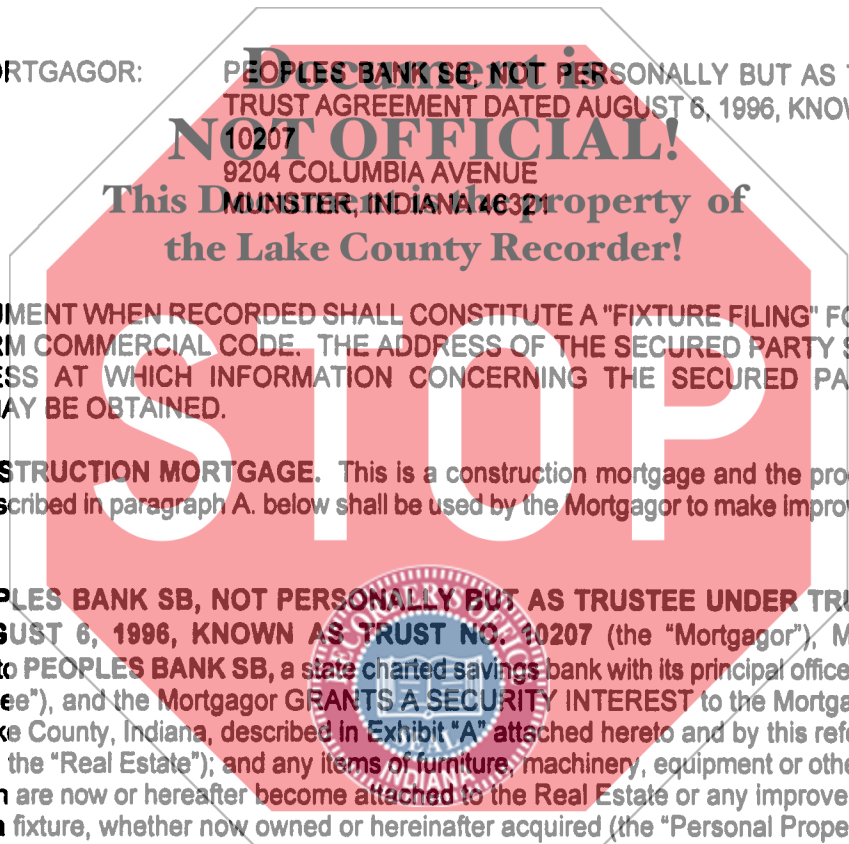 ORTGAGOR: PEOPLES BANK SB, NOT PERSONALLY BUT AS T
TRUST AGREEMENT DATED AUGUST 6, 1996, KNOW
10207
9204 COLUMBIA AVENUE
MUNSTER, INDIANA 46321
Document is
NOT OFFICIAL!
This Document is the property of
the Lake County Recorder!
UMENT WHEN RECORDED SHALL CONSTITUTE A "FIXTURE FILING" FO
RM COMMERCIAL CODE. THE ADDRESS OF THE SECURED PARTY S
ESS AT WHICH INFORMATION CONCERNING THE SECURED PA
AY BE OBTAINED.
STOP
STRUCTION MORTGAGE. This is a construction mortgage and the pro
scribed in paragraph A. below shall be used by the Mortgagor to make improv
PLES BANK SB, NOT PERSONALLY BUT AS TRUSTEE UNDER TRU
GUST 6, 1996, KNOWN AS TRUST NO. 10207 (the “Mortgagor”), M
to PEOPLES BANK SB, a state charted savings bank with its principal office
ee”), and the Mortgagor GRANTS A SECURITY INTEREST to the Mortga
ke County, Indiana, described in Exhibit “A” attached hereto and by this refe
the “Real Estate”); and any items of furniture, machinery, equipment or othe
n are now or hereafter become attached to the Real Estate or any improve
a fixture, whether now owned or hereinafter acquired (the “Personal Prope
SEAL
INDIANA